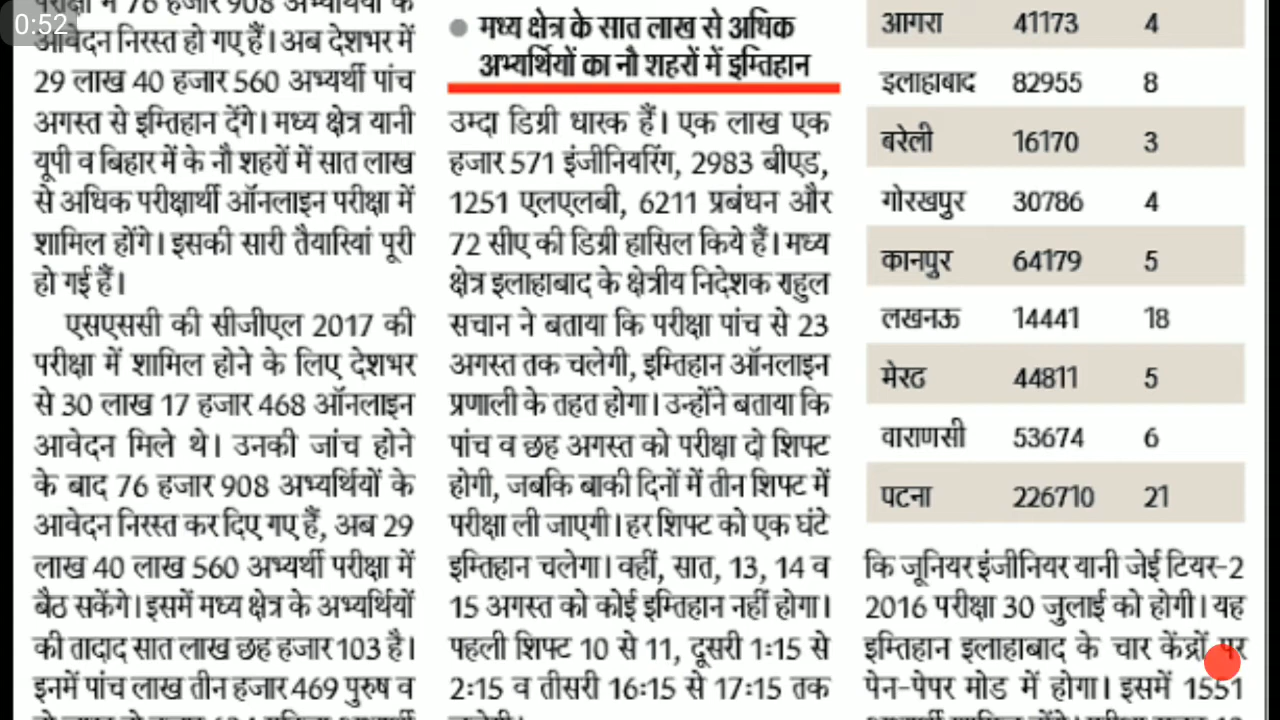 0:52
परीक्षा में 76 हजार 908 अभ्यर्थियों के
आवेदन निरस्त हो गए हैं। अब देशभर में
29 लाख 40 हजार 560 अभ्यर्थी पांच
अगस्त से इम्तिहान देंगे। मध्य क्षेत्र यानी
यूपी व बिहार में के नौ शहरों में सात लाख
से अधिक परीक्षार्थी ऑनलाइन परीक्षा में
शामिल होंगे। इसकी सारी तैयारियां पूरी
हो गई हैं।
एसएससी की सीजीएल 2017 की
परीक्षा में शामिल होने के लिए देशभर
से 30 लाख 17 हजार 468 ऑनलाइन
आवेदन मिले थे। उनकी जांच होने
के बाद 76 हजार 908 अभ्यर्थियों के
आवेदन निरस्त कर दिए गए हैं, अब 29
लाख 40 लाख 560 अभ्यर्थी परीक्षा में
बैठ सकेंगे। इसमें मध्य क्षेत्र के अभ्यर्थियों
की तादाद सात लाख छह हजार 103 है।
इनमें पांच लाख तीन हजार 469 पुरुष व
● मध्य क्षेत्र के सात लाख से अधिक
अभ्यर्थियों का नौ शहरों में इम्तिहान
उम्दा डिग्री धारक हैं। एक लाख एक
हजार 571 इंजीनियरिंग, 2983 बीएड,
1251 एलएलबी, 6211 प्रबंधन और
72 सीए की डिग्री हासिल किये हैं। मध्य
क्षेत्र इलाहाबाद के क्षेत्रीय निदेशक राहुल
सचान ने बताया कि परीक्षा पांच से 23
अगस्त तक चलेगी, इम्तिहान ऑनलाइन
प्रणाली के तहत होगा। उन्होंने बताया कि
पांच व छह अगस्त को परीक्षा दो शिफ्ट
होगी, जबकि बाकी दिनों में तीन शिफ्ट में
परीक्षा ली जाएगी। हर शिफ्ट को एक घंटे
इम्तिहान चलेगा। वहीं, सात, 13, 14 व
15 अगस्त को कोई इम्तिहान नहीं होगा।
पहली शिफ्ट 10 से 11, दूसरी 1:15 से
2:15 व तीसरी 16:15 से 17:15 तक
आगरा 41173 4
इलाहाबाद 82955 8
बरेली 16170 3
गोरखपुर 30786 4
कानपुर 64179 5
लखनऊ 14441 18
मेरठ 44811 5
वाराणसी 53674 6
पटना 226710 21
कि जूनियर इंजीनियर यानी जेई टियर-2
2016 परीक्षा 30 जुलाई को होगी। यह
इम्तिहान इलाहाबाद के चार केंद्रों पर
पेन-पेपर मोड में होगा। इसमें 1551